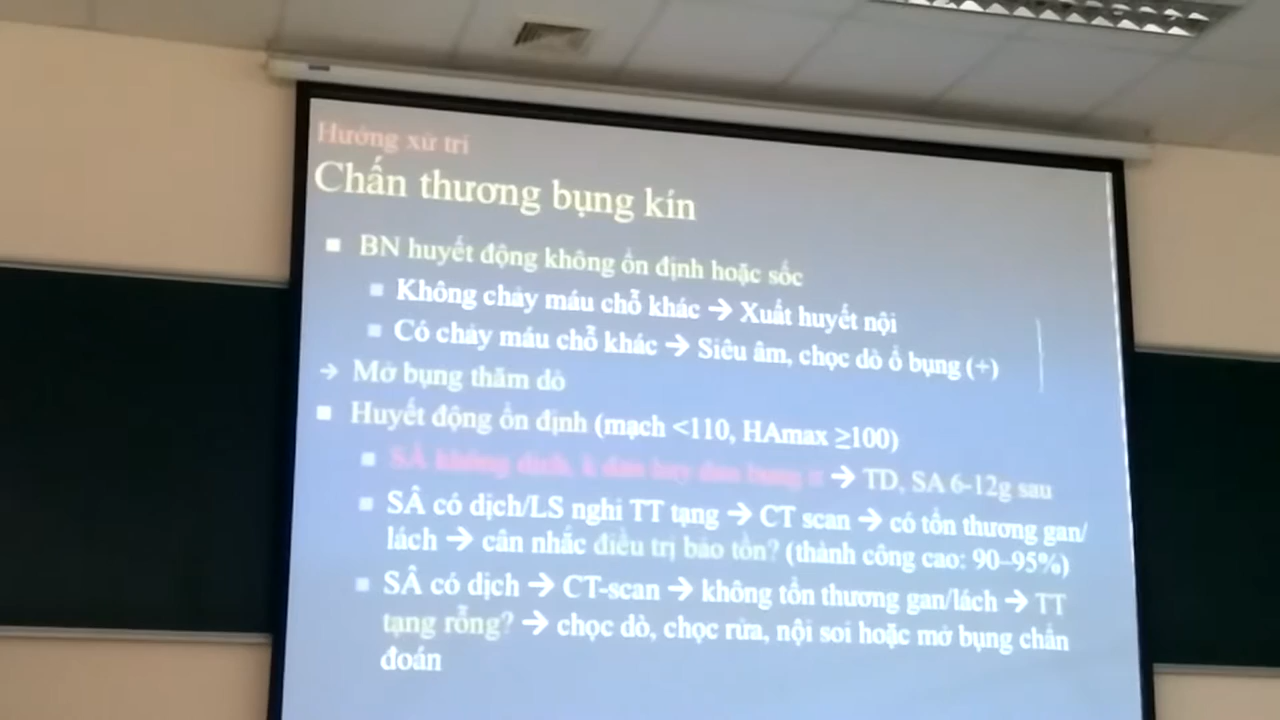 Hướng xử trí
Chấn thương bụng kín
BN huyết động không ổn định hoặc sốc
Không chảy máu chỗ khác → Xuất huyết nội
Có chảy máu chỗ khác → Siêu âm, chọc dò ổ bụng (+)
→ Mở bụng thăm dò
Huyết động ổn định (mạch <110, HAmax ≥100)
SÂ không dịch, → TD, SA 6-12g sau
SÂ có dịch/LS nghi TT tạng → CT scan → có tổn thương gan/
lách → cân nhắc điều trị bảo tồn? (thành công cao: 90–95%)
SÂ có dịch → CT-scan → không tổn thương gan/lách → TT
tạng rỗng? → chọc dò, chọc rửa, nội soi hoặc mở bụng chẩn
đoán